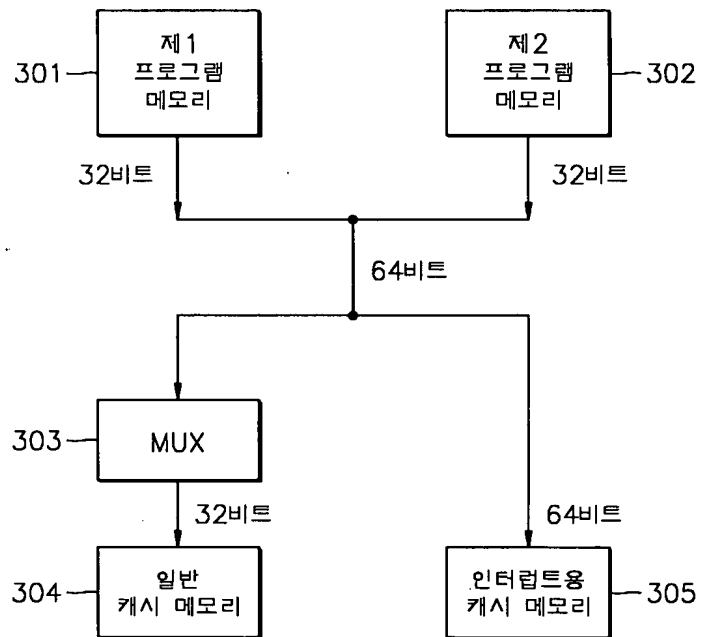 제1
프로그램
메모리
301
제2
프로그램
메모리
302
32비트
32비트
64비트
303
MUX
32비트
64비트
304
일반
캐시 메모리
인터럽트용
캐시 메모리
305